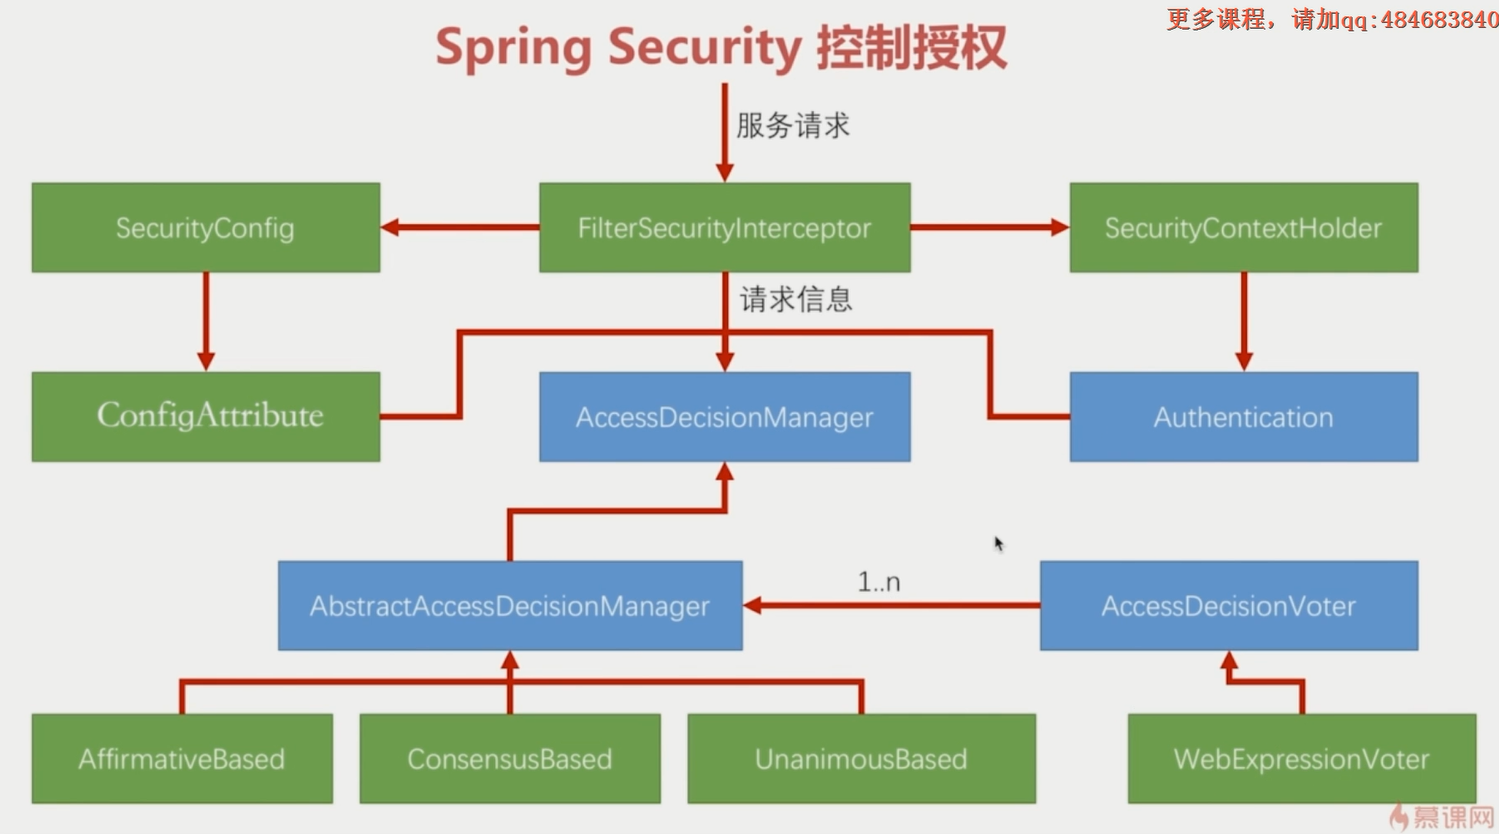 更多课程，请加qq:484683840
Spring Security 控制授权
服务请求
SecurityConfig
FilterSecurityInterceptor
SecurityContextHolder
请求信息
ConfigAttribute
AccessDecisionManager
Authentication
1..n
AbstractAccessDecisionManager
AccessDecisionVoter
AffirmativeBased
ConsensusBased
UnanimousBased
WebExpressionVoter
慕课网